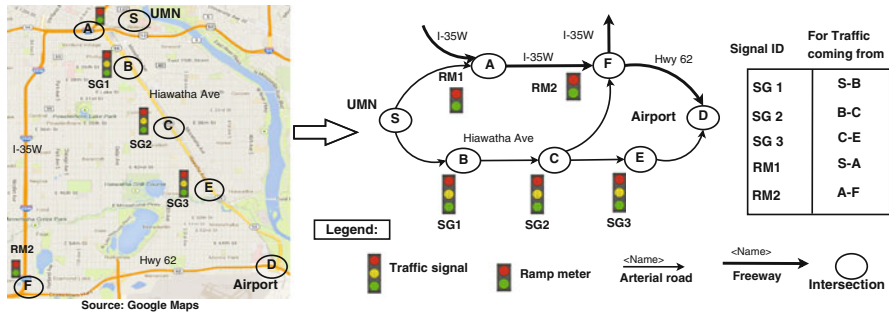 S
UMN
A
B
SG1
Hiawatha Ave
C
SG2
I-35W
E
SG3
RM2
Hwy 62
D
F
Airport
Source: Google Maps
I-35W
I-35W
I-35W
Hwy 62
A
F
RM1
RM2
UMN
Airport
D
S
Hiawatha Ave
B
C
E
SG1
SG2
SG3
Signal ID
For Traffic
coming from
SG 1 S-B
SG 2 B-C
SG 3 C-E
RM1 S-A
RM2 A-F
Legend:
Traffic signal
Ramp meter
<Name>
Arterial road
<Name>
Freeway
Intersection